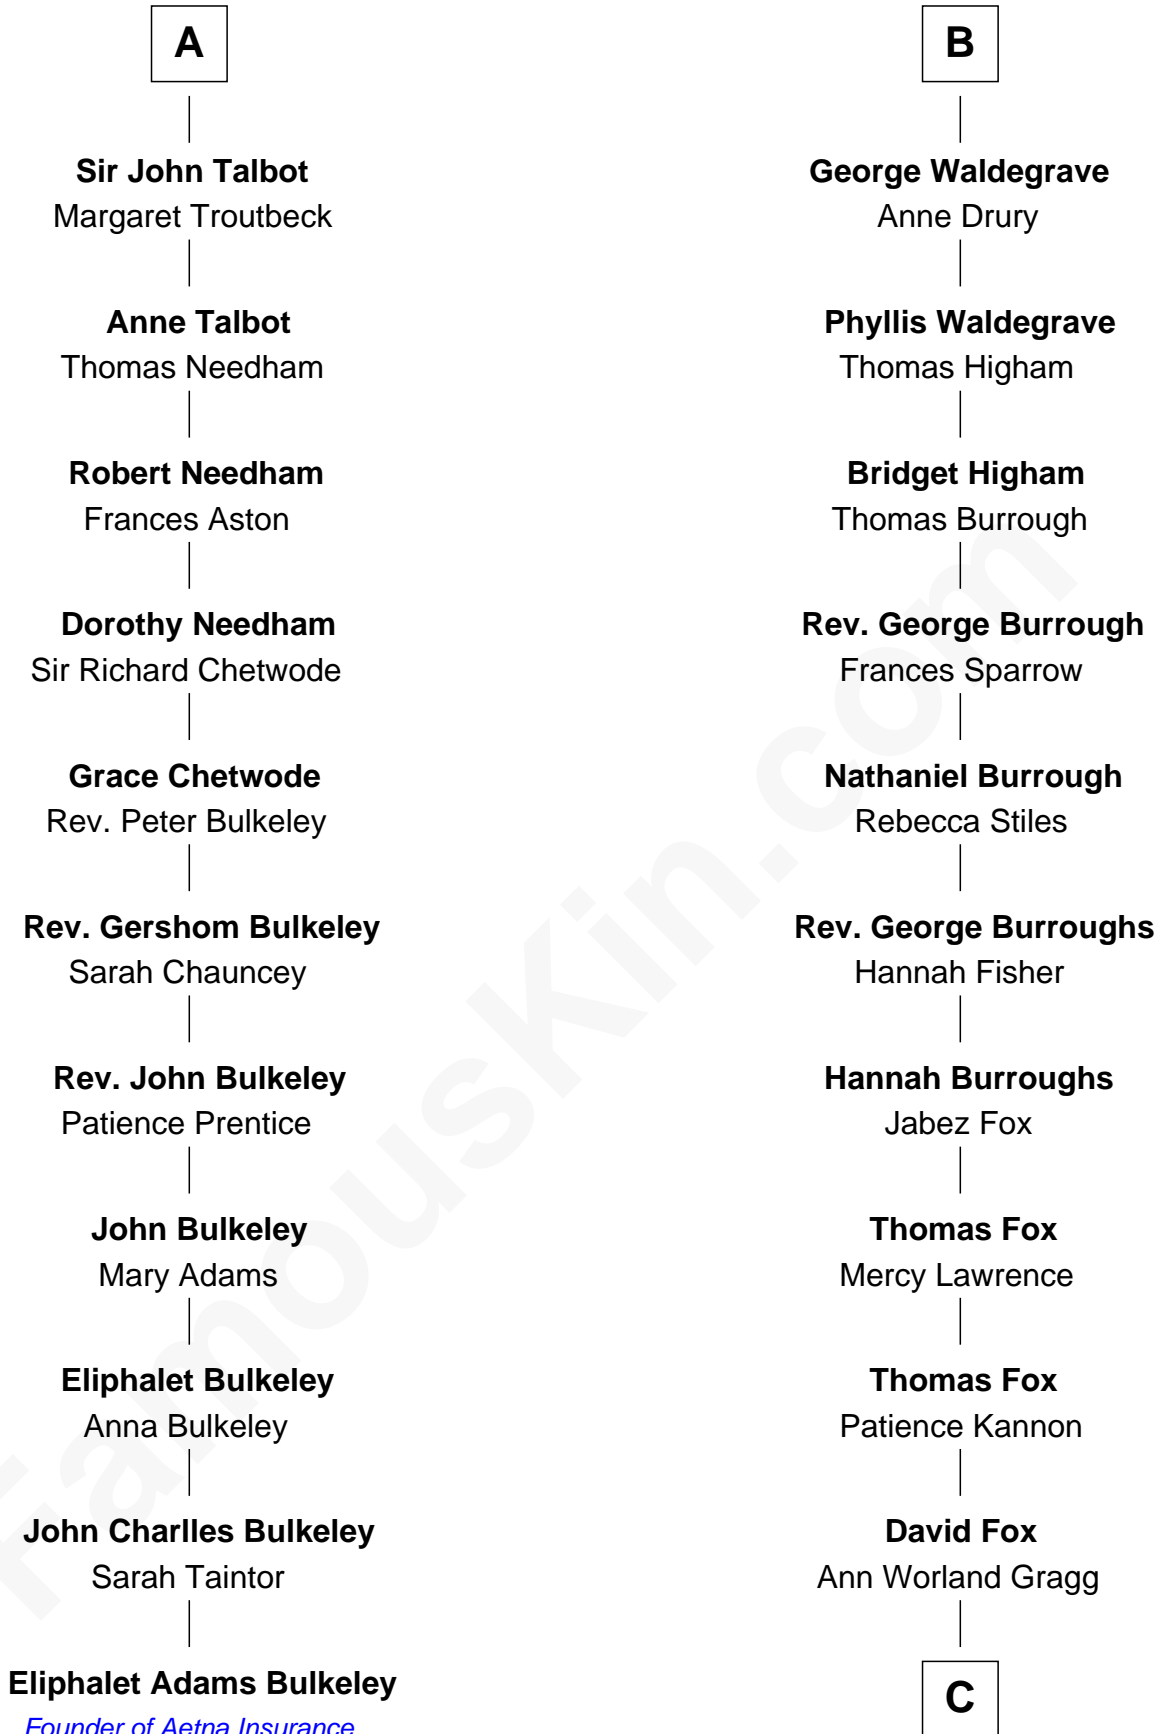 A
Sir John Talbot
Margaret Troutbeck
Anne Talbot
Thomas Needham
Robert Needham
Frances Aston
Dorothy Needham
Sir Richard Chetwode
Grace Chetwode
Rev. Peter Bulkeley
Rev. Gershom Bulkeley
Sarah Chauncey
Rev. John Bulkeley
Patience Prentice
John Bulkeley
Mary Adams
Eliphalet Bulkeley
Anna Bulkeley
John Charlles Bulkeley
Sarah Taintor
Eliphalet Adams Bulkeley
Founder of Aetna Insurance
B
George Waldegrave
Anne Drury
Phyllis Waldegrave
Thomas Higham
Bridget Higham
Thomas Burrough
Rev. George Burrough
Frances Sparrow
Nathaniel Burrough
Rebecca Stiles
Rev. George Burroughs
Hannah Fisher
Hannah Burroughs
Jabez Fox
Thomas Fox
Mercy Lawrence
Thomas Fox
Patience Kannon
David Fox
Ann Worland Gragg
C
FamousKin.com